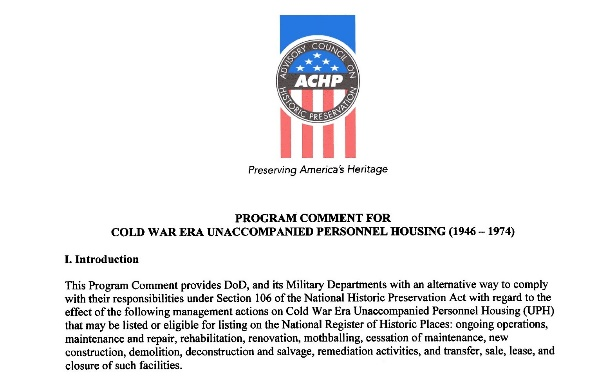 ADVISORY COUNCIL ON
ACHP
HISTORIC PRESERVATION
Preserving America's Heritage
PROGRAM COMMENT FOR
COLD WAR ERA UNACCOMPANIED PERSONNEL HOUSING (1946 – 1974)
I. Introduction
This Program Comment provides DoD, and its Military Departments with an alternative way to comply
with their responsibilities under Section 106 of the National Historic Preservation Act with regard to the
effect of the following management actions on Cold War Era Unaccompanied Personnel Housing (UPH)
that may be listed or eligible for listing on the National Register of Historic Places: ongoing operations,
maintenance and repair, rehabilitation, renovation, mothballing, cessation of maintenance, new
construction, demolition, deconstruction and salvage, remediation activities, and transfer, sale, lease, and
closure of such facilities.